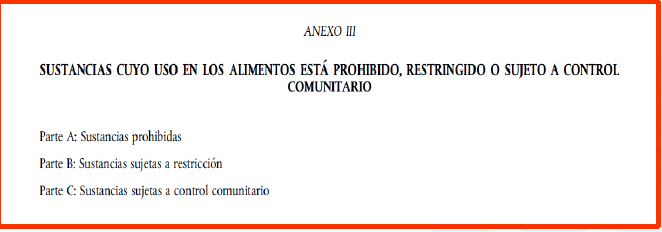 ANEXO III
SUSTANCIAS CUYO USO EN LOS ALIMENTOS ESTÁ PROHIBIDO, RESTRINGIDO O SUJETO A CONTROL
COMUNITARIO
Parte A: Sustancias prohibidas
Parte B: Sustancias sujetas a restricción
Parte C: Sustancias sujetas a control comunitario